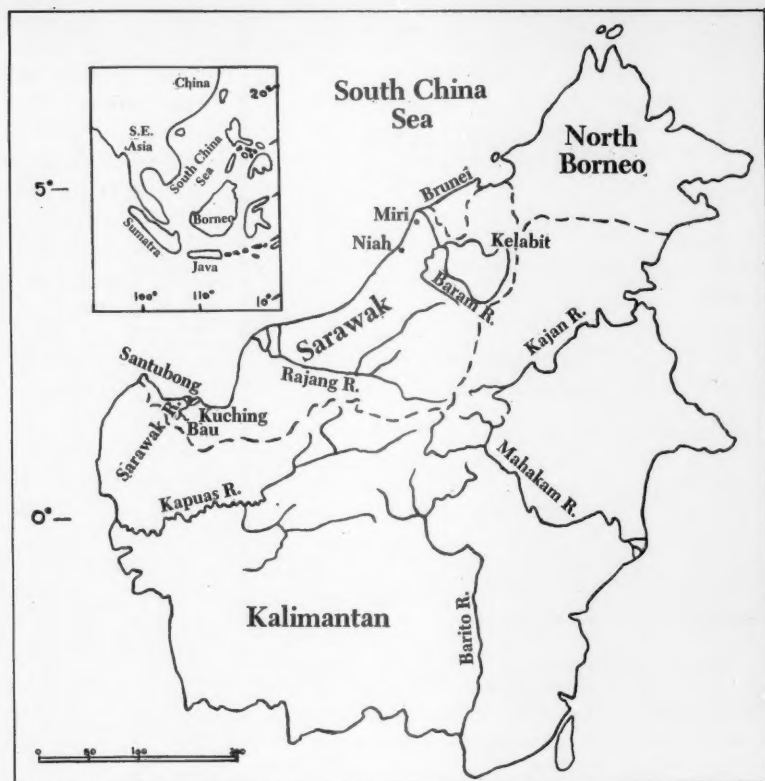 China
20°
S.E.
Asia
South China
Sea
Borneo
Sumatra
Java
100°
110°
10°
South China
Sea
North
Borneo
5°
Brunei
Miri
Niah
Kelabit
Baram R.
Sarawak
Kajan R.
Rajang R.
Santubong
Kuching
Bau
Sarawak R.
Mahakam R.
Kapuas R.
0°
Kalimantan
Barito R.
0 50 100 200